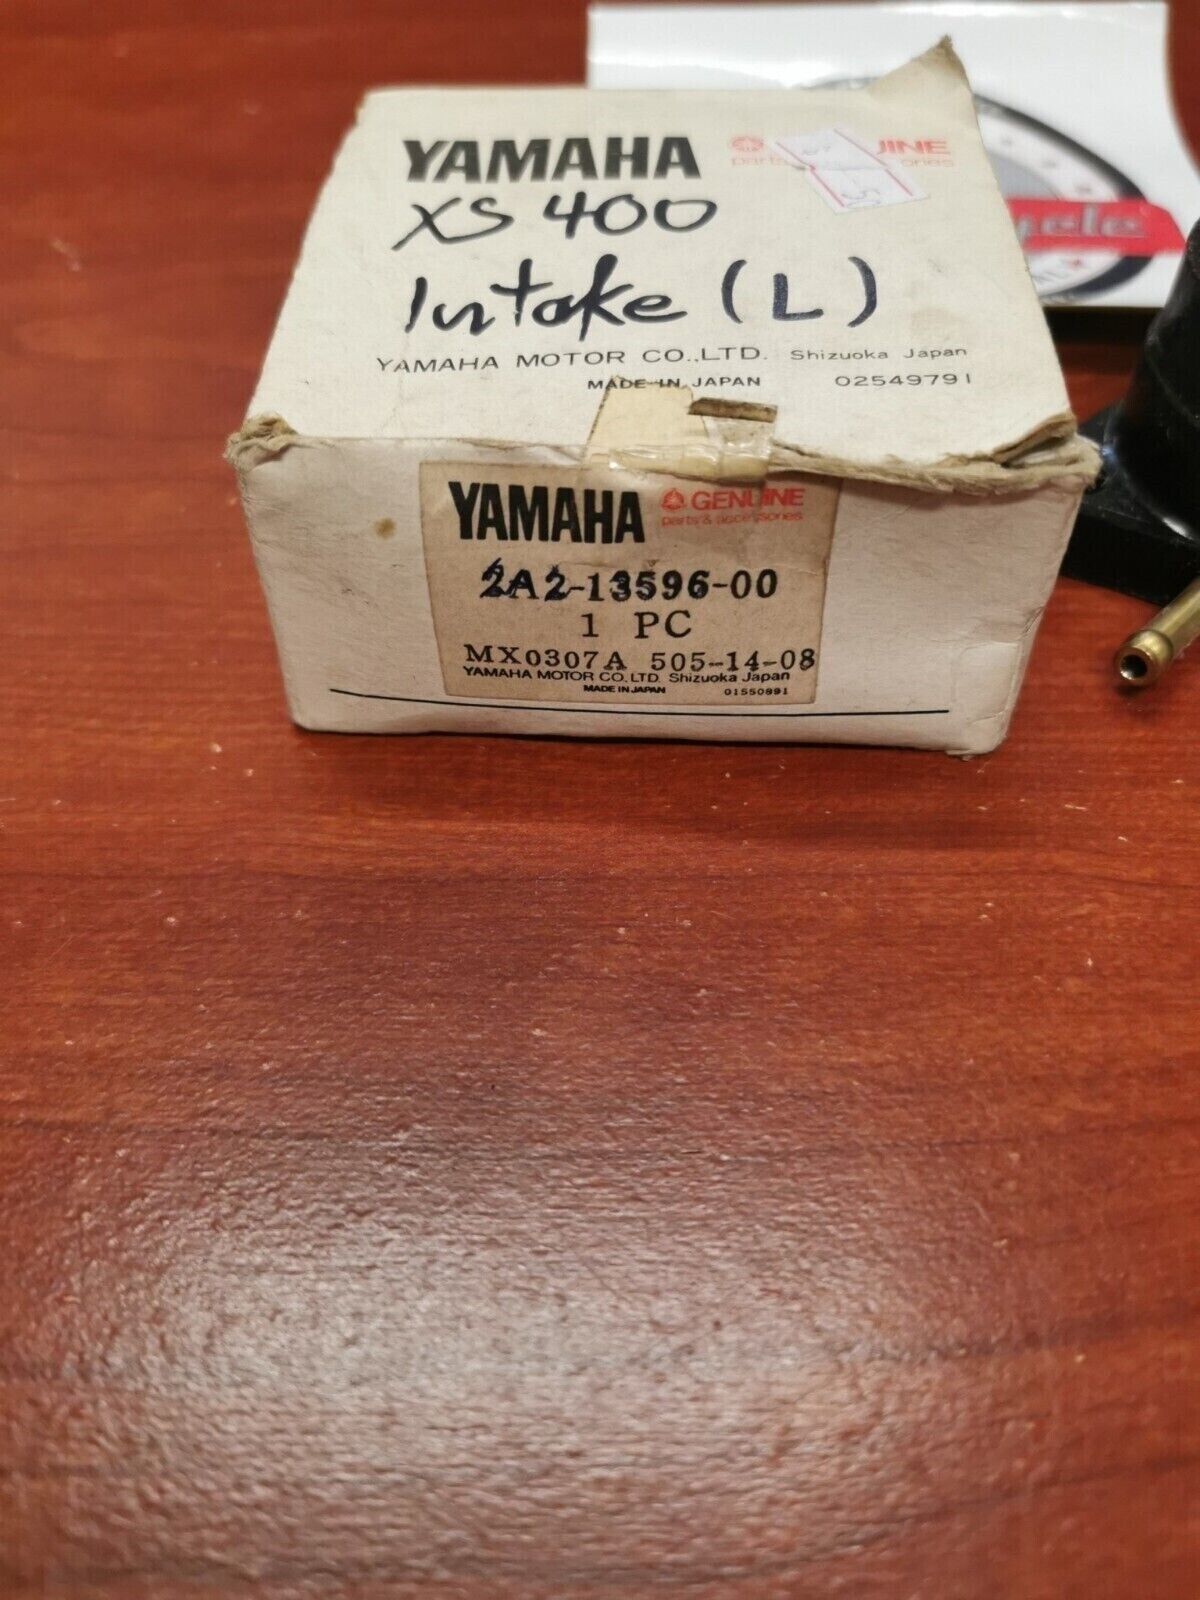 YAMAHA
parts
XS 400
Intake (L)
YAMAHA MOTOR CO.,LTD. Shizuoka Japan
MADE IN JAPAN 02549791
YAMAHA GENUINE
parts & accessories
2A2-13596-00
1 PC
MX0307A 505-14-08
YAMAHA MOTOR CO.LTD. Shizuoka Japan
MADE IN JAPAN 01550891